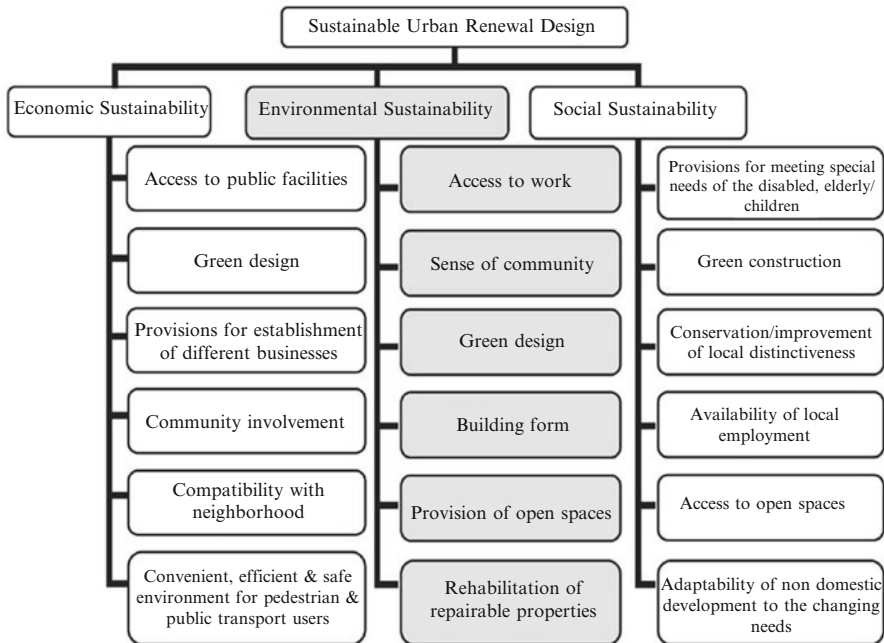 Sustainable Urban Renewal Design
Economic Sustainability
Environmental Sustainability
Social Sustainability
Access to public facilities
Green design
Provisions for establishment
of different businesses
Community involvement
Compatibility with
neighborhood
Convenient, efficient & safe
environment for pedestrian &
public transport users
Access to work
Sense of community
Green design
Building form
Provision of open spaces
Rehabilitation of
repairable properties
Provisions for meeting special
needs of the disabled, elderly/
children
Green construction
Conservation/improvement
of local distinctiveness
Availability of local
employment
Access to open spaces
Adaptability of non domestic
development to the changing
needs